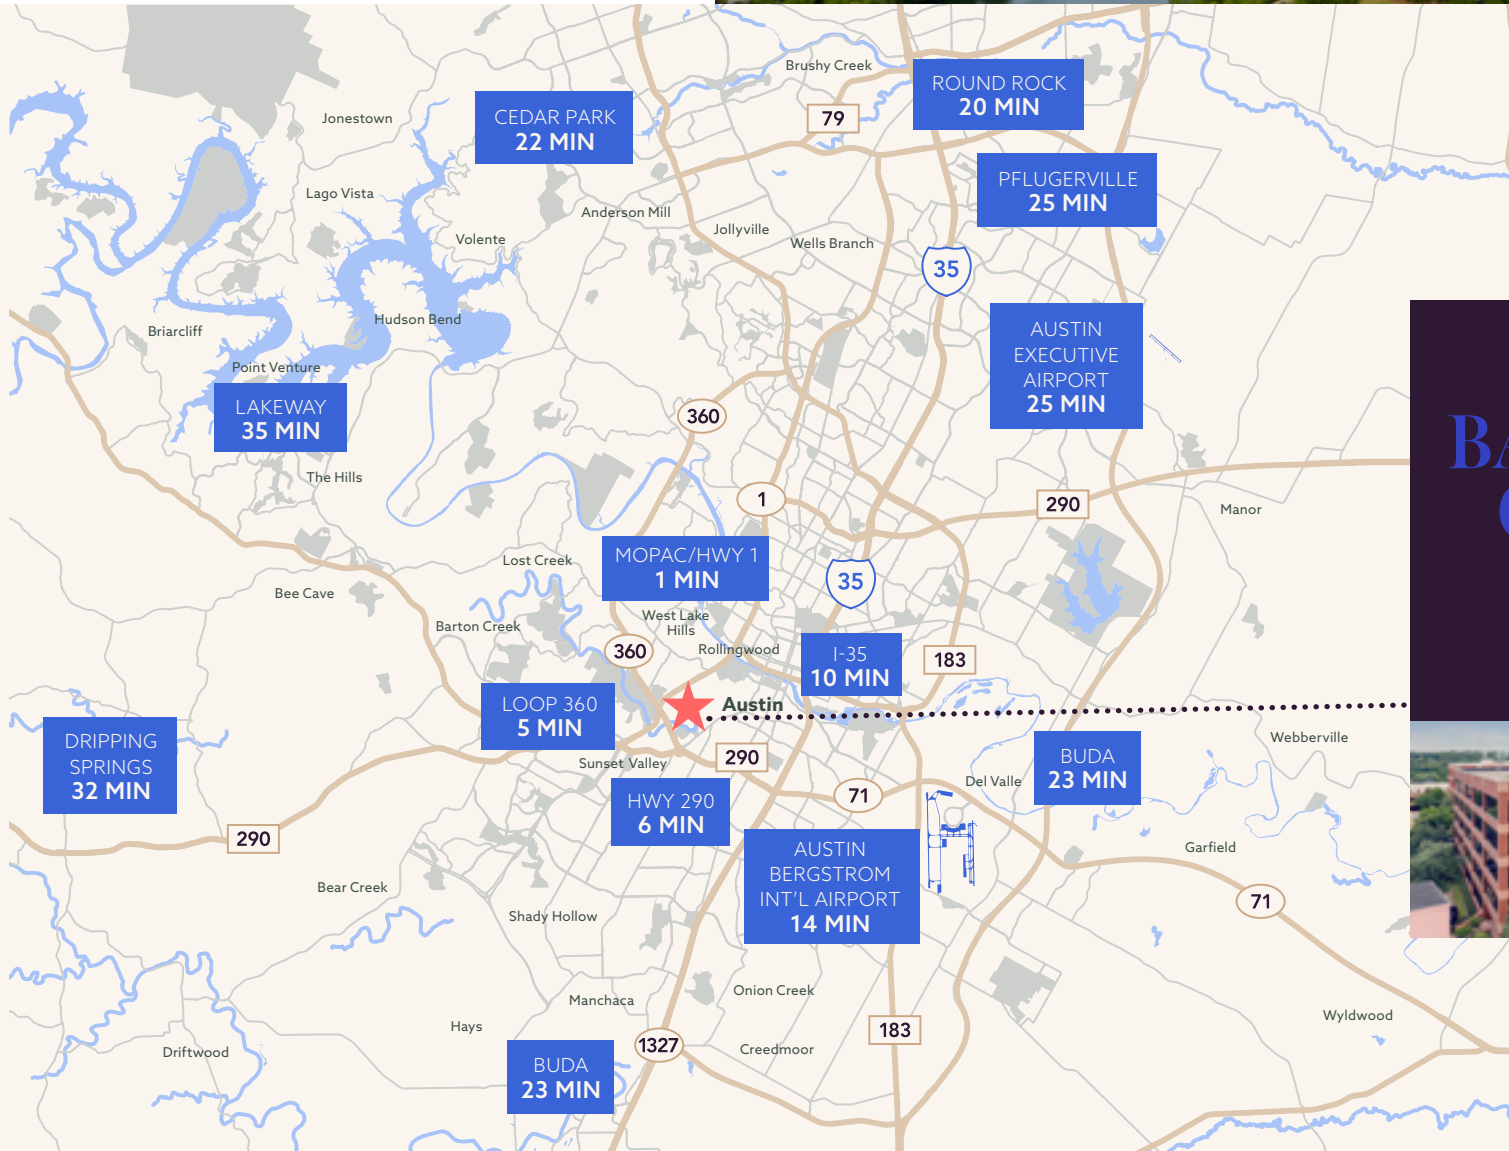 Brushy Creek
ROUND ROCK
20 MIN
CEDAR PARK
22 MIN
79
Jonestown
PFLUGERVILLE
25 MIN
Lago Vista
Anderson Mill
Jollyville
Wells Branch
Volente
35
Hudson Bend
Briarcliff
AUSTIN
EXECUTIVE
AIRPORT
25 MIN
Point Venture
LAKEWAY
35 MIN
360
The Hills
1
290
Manor
Lost Creek
MOPAC/HWY 1
1 MIN
35
Bee Cave
Barton Creek
West Lake
Hills
Rollingwood
360
I-35
10 MIN
183
LOOP 360
5 MIN
Austin
DRIPPING
SPRINGS
32 MIN
Sunset Valley
290
Webberville
BUDA
23 MIN
Del Valle
71
HWY 290
6 MIN
290
AUSTIN
BERGSTROM
INT'L AIRPORT
14 MIN
Garfield
Bear Creek
71
Shady Hollow
Onion Creek
Manchaca
Wyldwood
Hays
183
1327
Driftwood
Creedmoor
BUDA
23 MIN